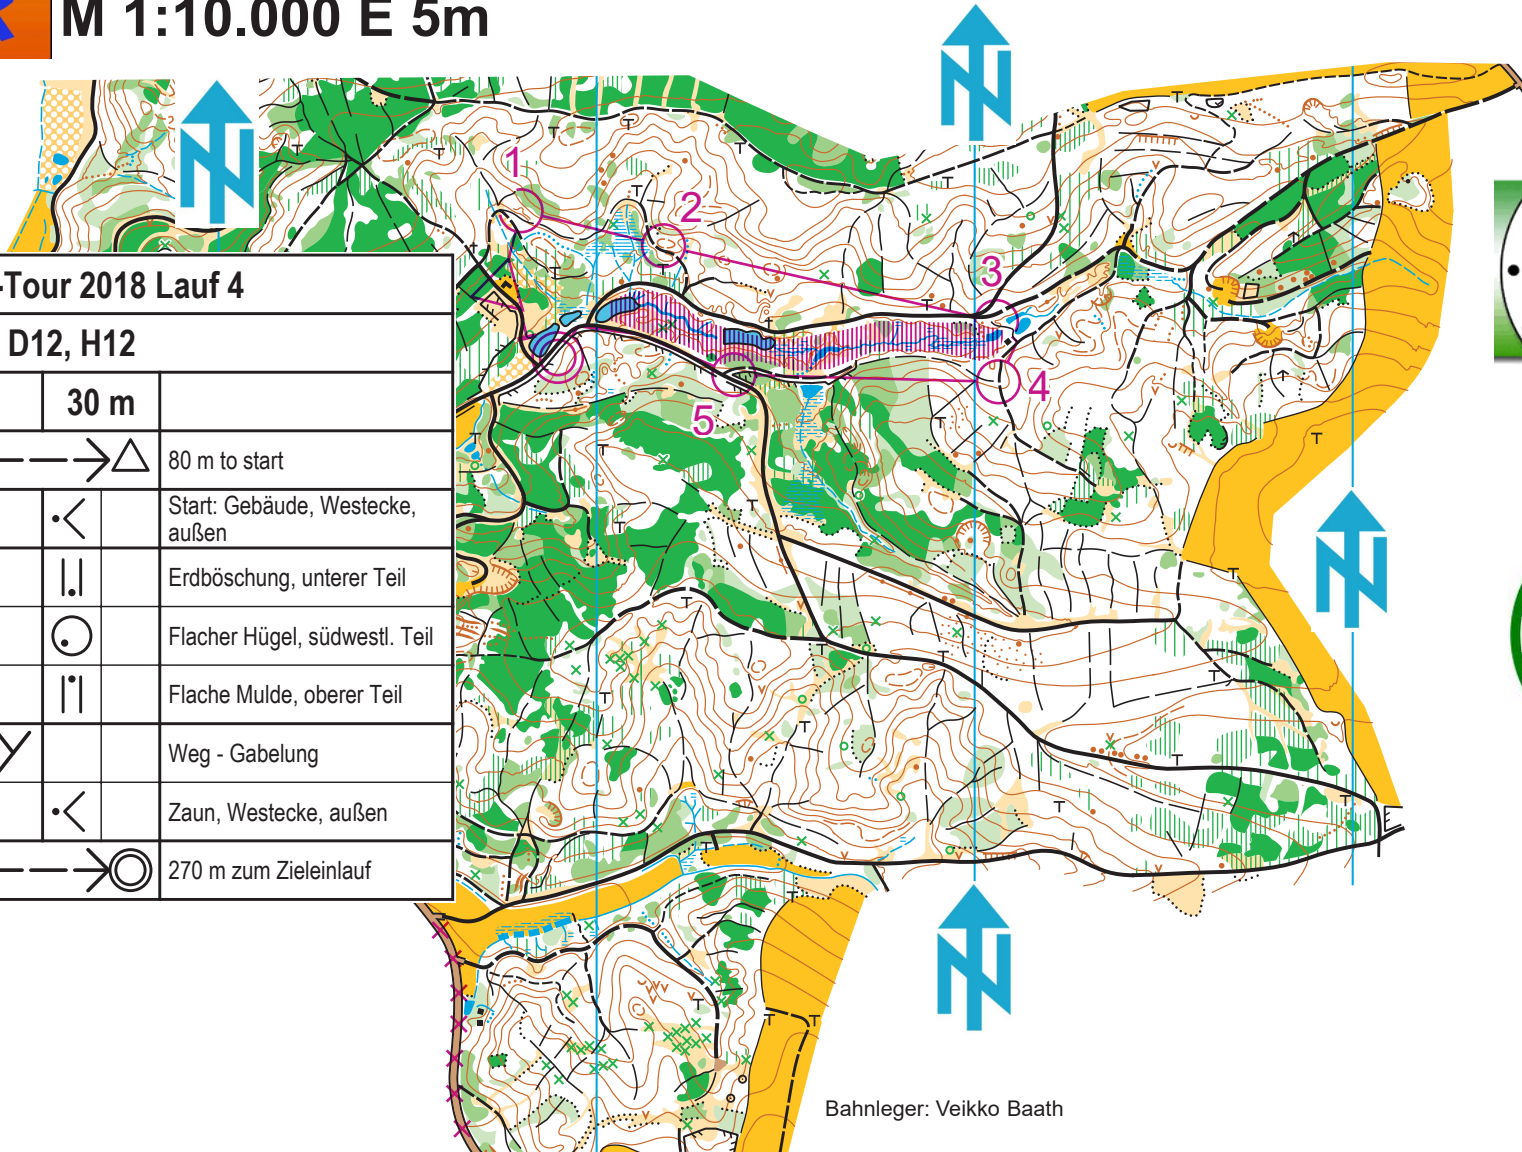 M 1:10.000 E 5m
-Tour 2018 Lauf 4
D12, H12
30 m
80 m to start
Start: Gebäude, Westecke,
außen
Erdböschung, unterer Teil
Flacher Hügel, südwestl. Teil
Flache Mulde, oberer Teil
Weg - Gabelung
Zaun, Westecke, außen
270 m zum Zieleinlauf
1
2
3
4
5
Bahnleger: Veikko Baath